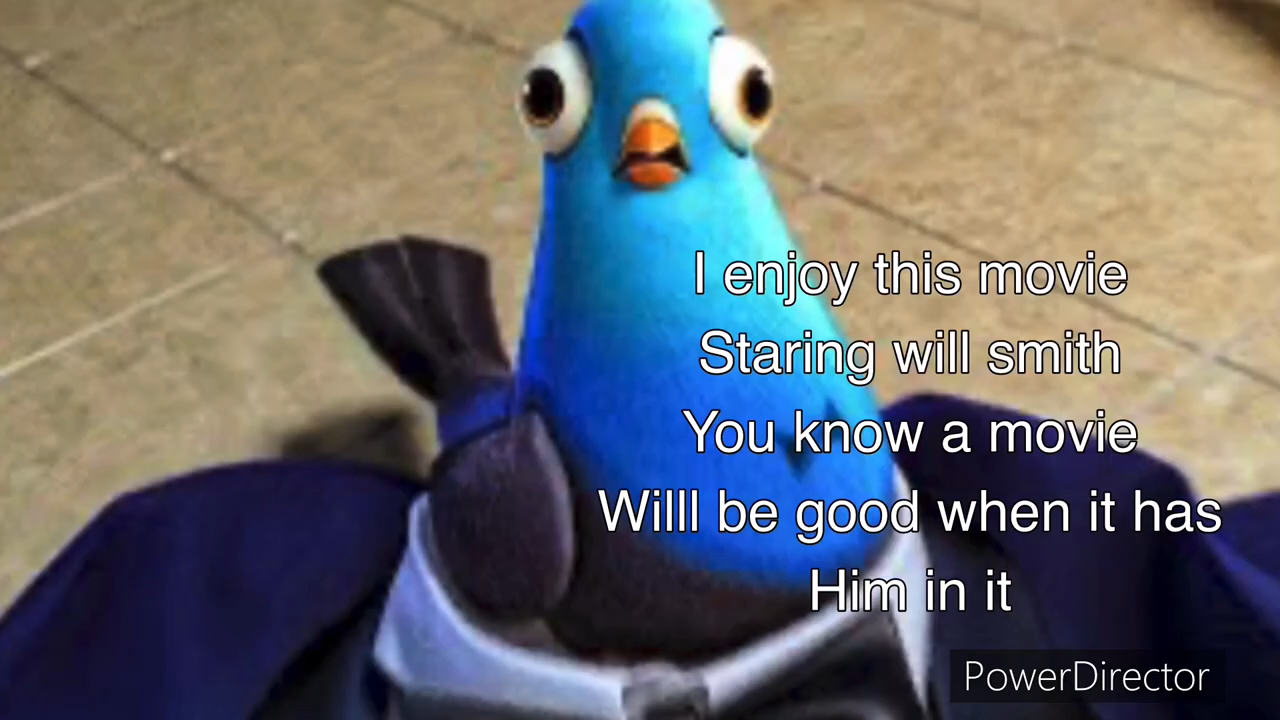 I enjoy this movie
Staring will smith
You know a movie
Willl be good when it has
Him in it
PowerDirector